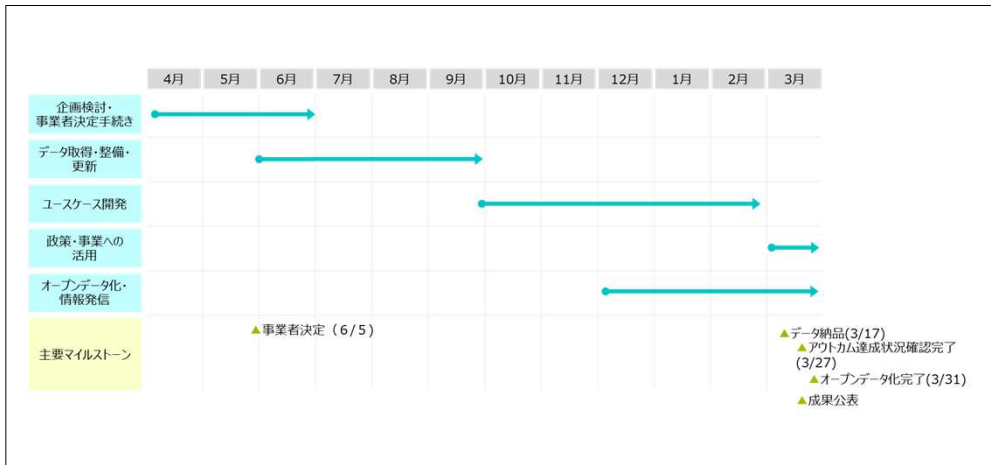 4月 5月 6月 7月 8月 9月 10月 11月 12月 1月 2月 3月
企画検討・
事業者決定手続き
データ取得・整備・
更新
ユースケース開発
政策・事業への
活用
オープンデータ化・
情報発信
主要マイルストーン
▲事業者決定（6/5）
▲データ納品(3/17)
▲アウトカム達成状況確認完了
(3/27)
▲オープンデータ化完了(3/31)
▲成果公表